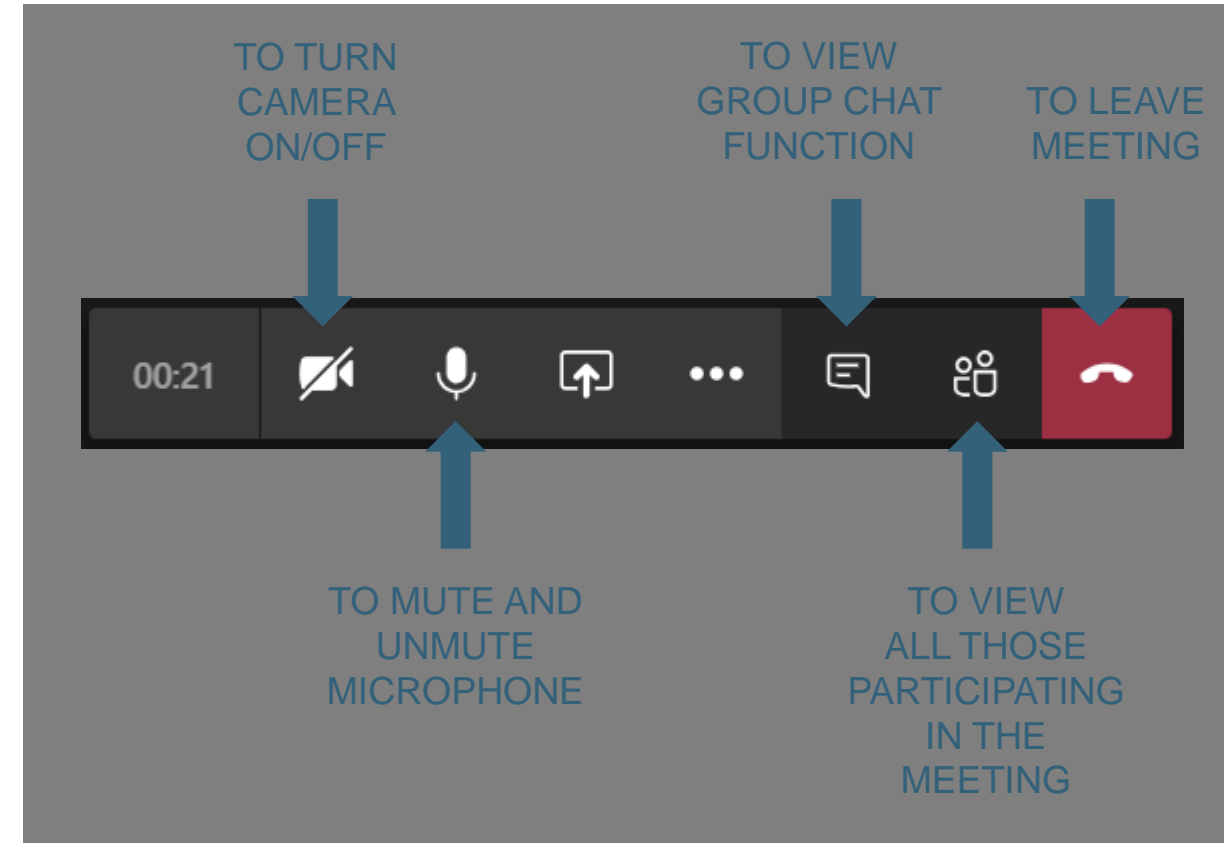 TO TURN
CAMERA
ON/OFF
TO VIEW
GROUP CHAT
FUNCTION
TO LEAVE
MEETING
00:21
TO MUTE AND
UNMUTE
MICROPHONE
TO VIEW
ALL THOSE
PARTICIPATING
IN THE
MEETING